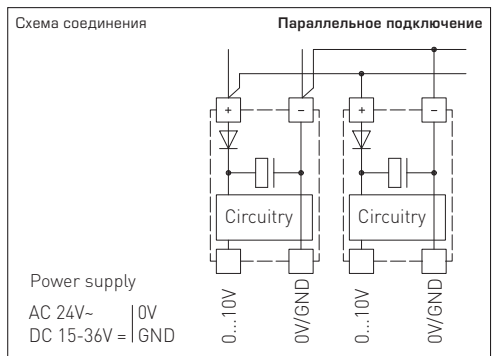 Схема соединения
Параллельное подключение
+ – + –
Circuitry
Circuitry
Power supply
AC 24V~ | 0V
DC 15-36V = | GND
0...10V
0V/GND
0...10V
0V/GND